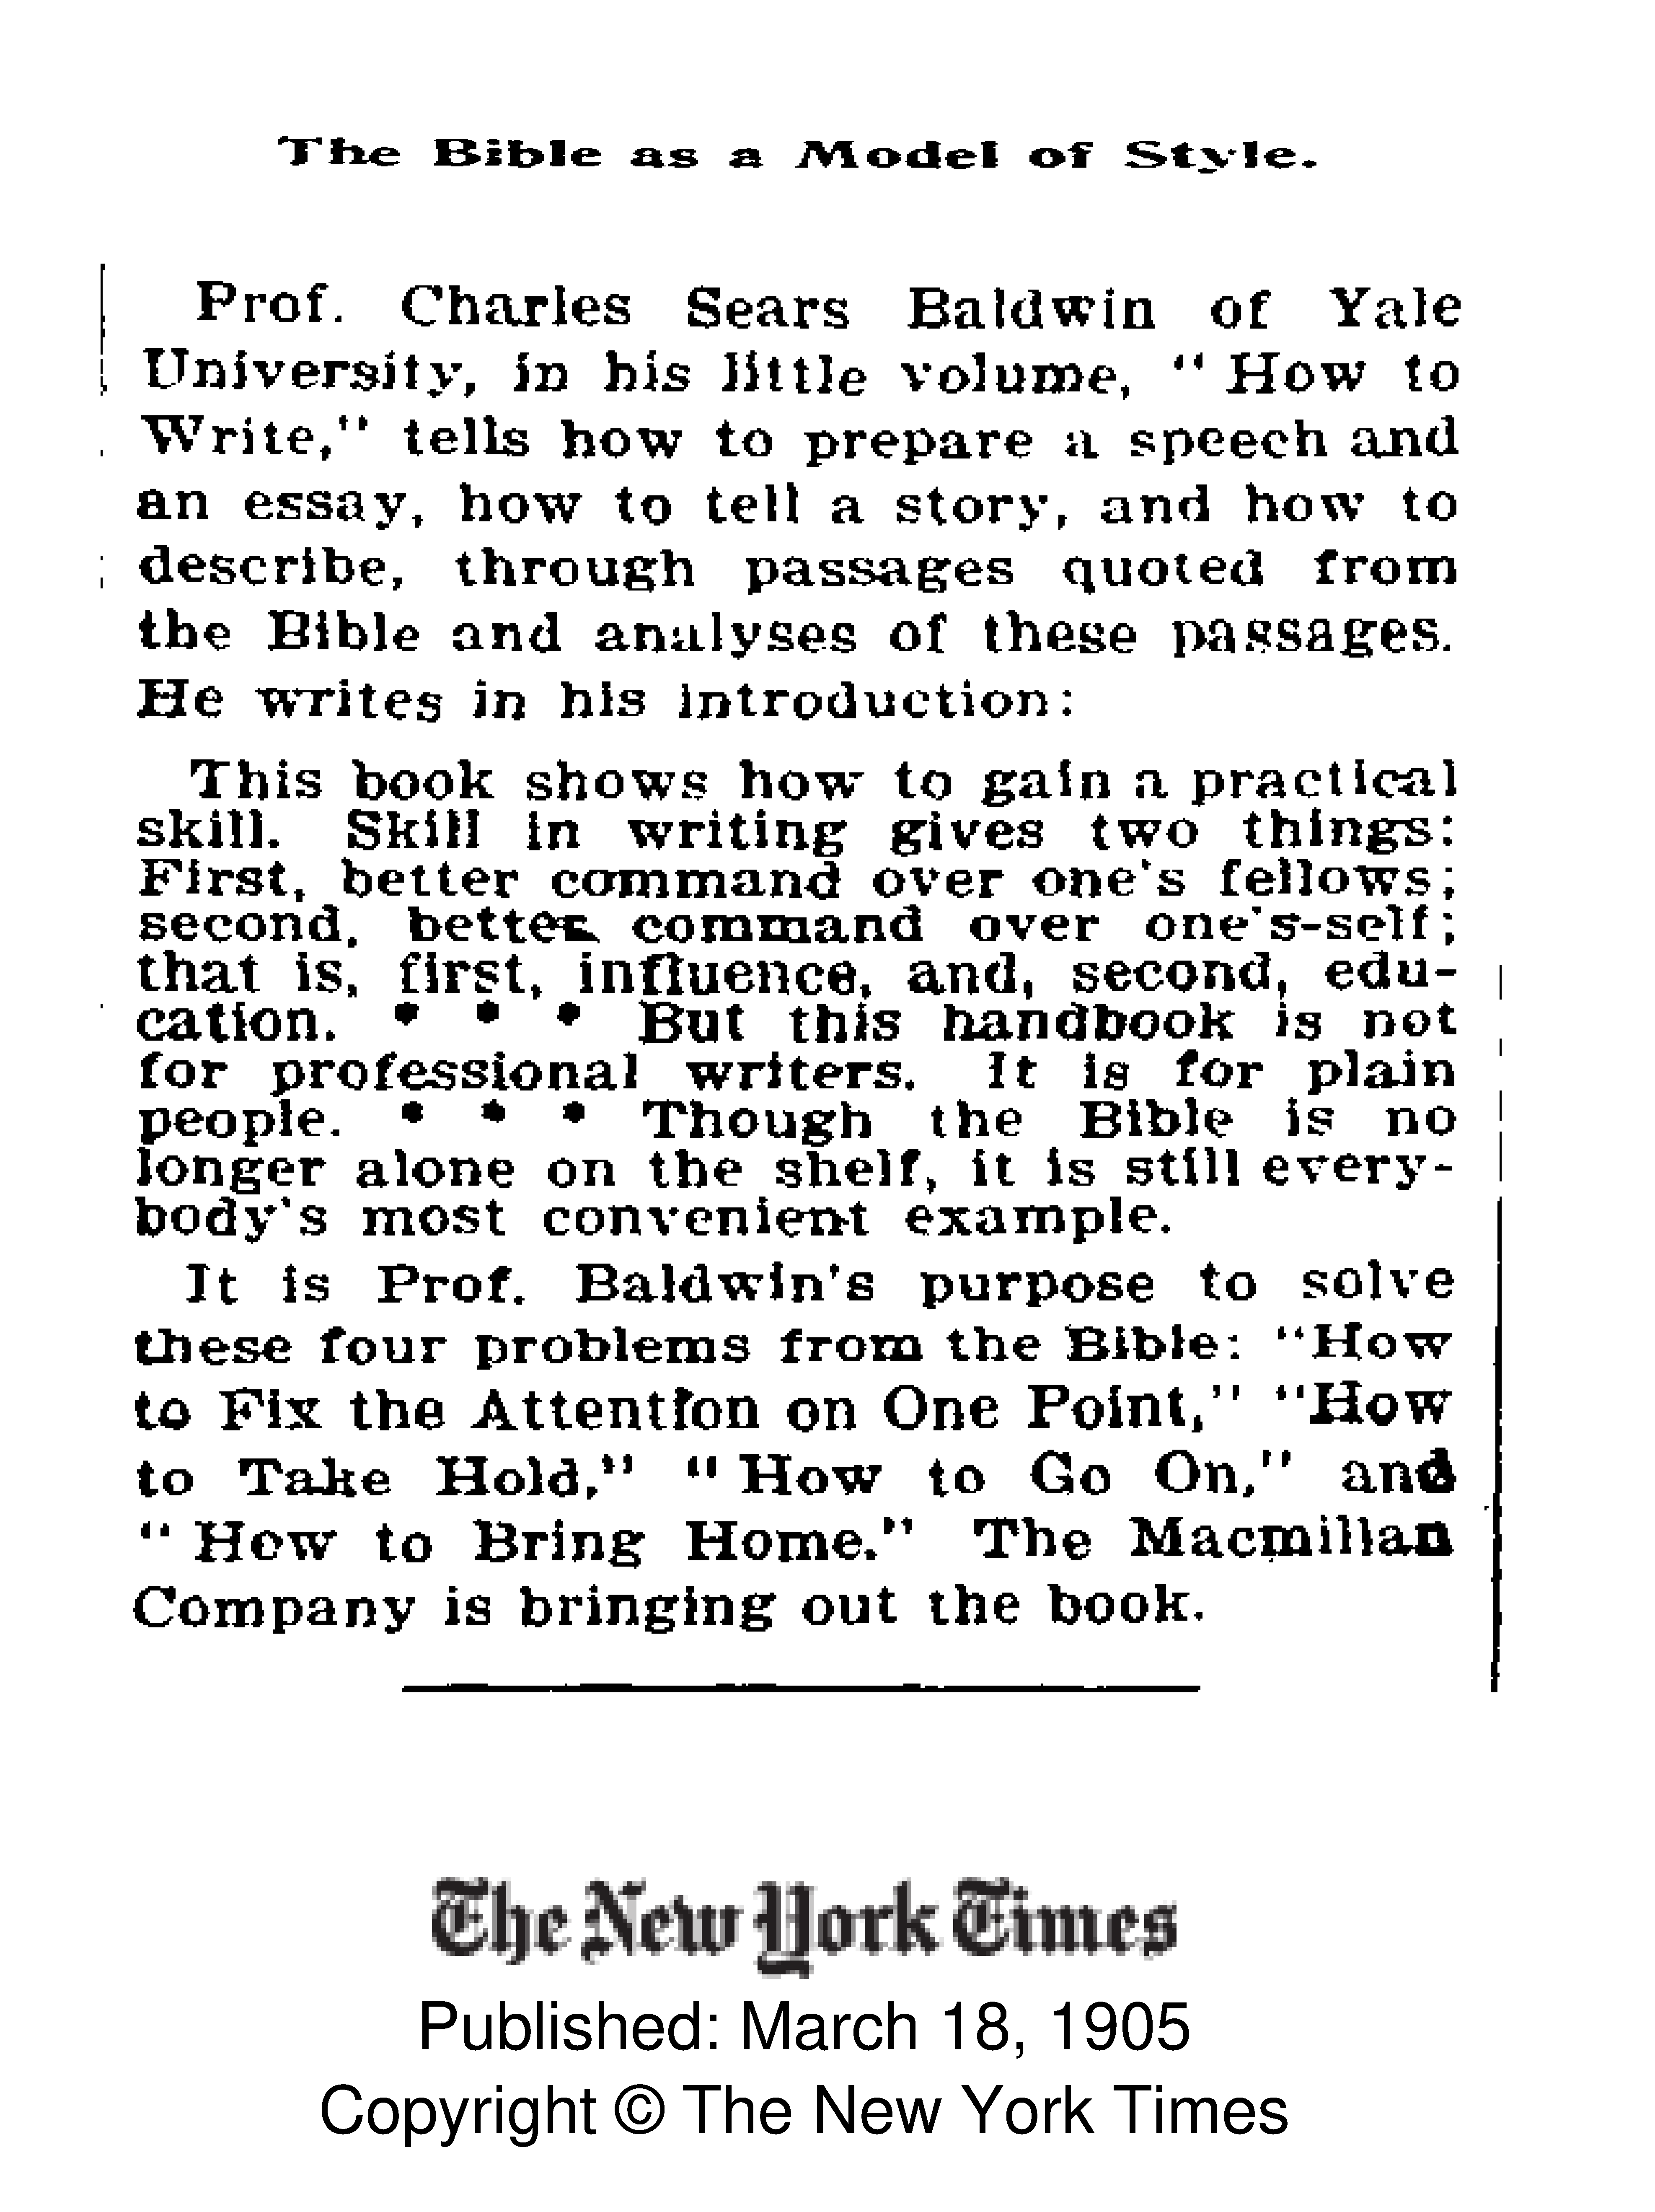 The Bible as a Model of Style.
Prof. Charles Sears Baldwin of Yale
University, in his little volume, "How to
Write," tells how to prepare a speech and
an essay, how to tell a story, and how to
describe, through passages quoted from
the Bible and analyses of these passages.
He writes in his introduction:
This book shows how to gain a practical
skill. Skill in writing gives two things:
First, better command over one's fellows;
second, better command over one's-self;
that is, first, influence, and, second, edu-
cation. * * * But this handbook is not
for professional writers. It is for plain
people. * * * Though the Bible is no
longer alone on the shelf, it is still every-
body's most convenient example.
It is Prof. Baldwin's purpose to solve
these four problems from the Bible: "How
to Fix the Attention on One Point," "How
to Take Hold," "How to Go On," and
"How to Bring Home." The Macmillan
Company is bringing out the book.
The New York Times
Published: March 18, 1905
Copyright © The New York Times